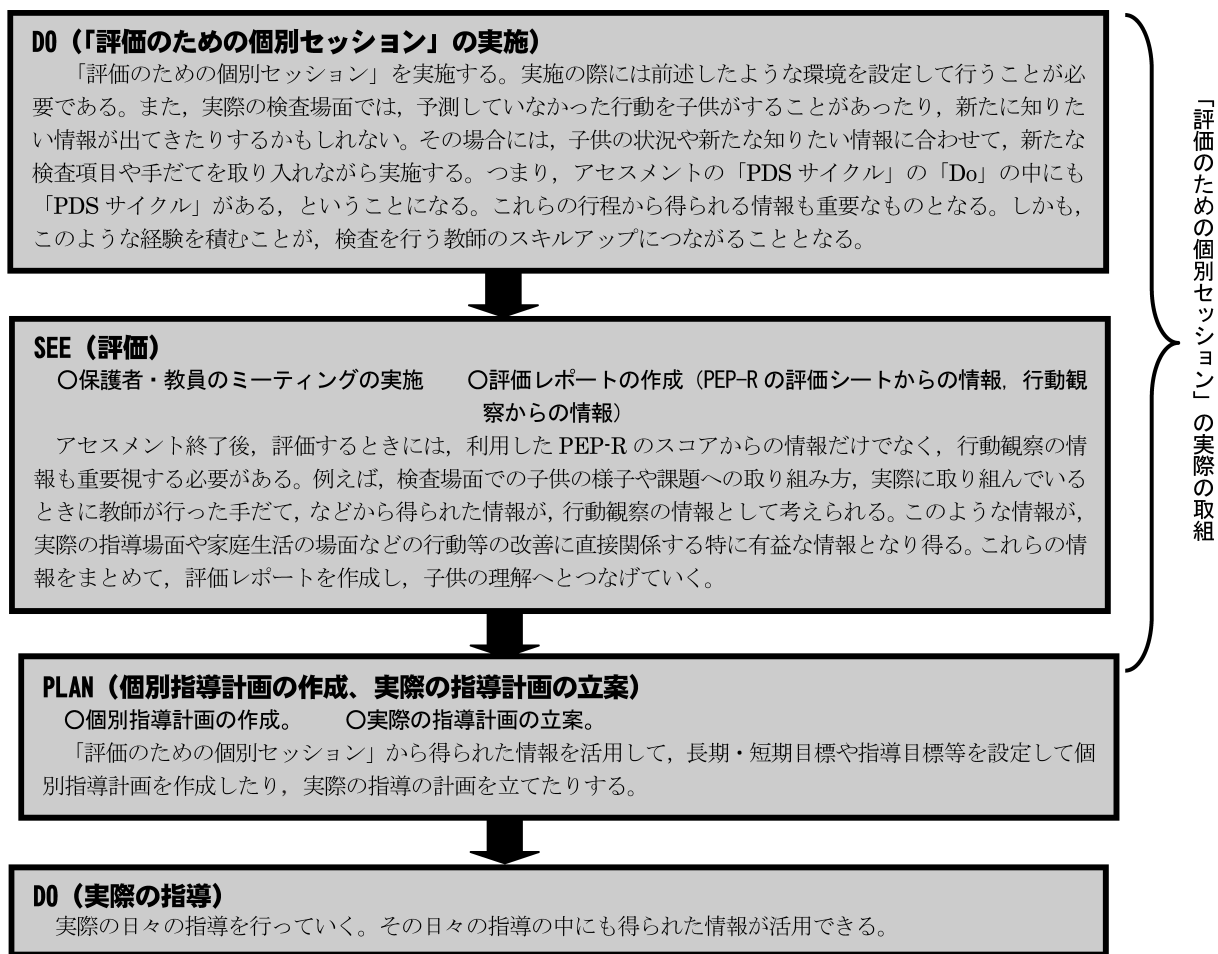 DO（「評価のための個別セッション」の実施）
「評価のための個別セッション」を実施する。実施の際には前述したような環境を設定して行うことが必
要である。また，実際の検査場面では，予測していなかった行動を子供がすることがあったり，新たに知りた
い情報が出てきたりするかもしれない。その場合には，子供の状況や新たな知りたい情報に合わせて，新たな
検査項目や手だてを取り入れながら実施する。つまり，アセスメントの「PDS サイクル」の「Do」の中にも
「PDS サイクル」がある，ということになる。これらの行程から得られる情報も重要なものとなる。しかも，
このような経験を積むことが，検査を行う教師のスキルアップにつながることとなる。
SEE（評価）
○保護者・教員のミーティングの実施　　○評価レポートの作成（PEP-R の評価シートからの情報，行動観
察からの情報）
アセスメント終了後，評価するときには，利用した PEP-R のスコアからの情報だけでなく，行動観察の情
報も重要視する必要がある。例えば，検査場面での子供の様子や課題への取り組み方，実際に取り組んでいる
ときに教師が行った手だて，などから得られた情報が，行動観察の情報として考えられる。このような情報が，
実際の指導場面や家庭生活の場面などの行動等の改善に直接関係する特に有益な情報となり得る。これらの情
報をまとめて，評価レポートを作成し，子供の理解へとつなげていく。
PLAN（個別指導計画の作成、実際の指導計画の立案）
○個別指導計画の作成。　　○実際の指導計画の立案。
「評価のための個別セッション」から得られた情報を活用して，長期・短期目標や指導目標等を設定して個
別指導計画を作成したり，実際の指導の計画を立てたりする。
DO（実際の指導）
実際の日々の指導を行っていく。その日々の指導の中にも得られた情報が活用できる。
「評価のための個別セッション」の実際の取組